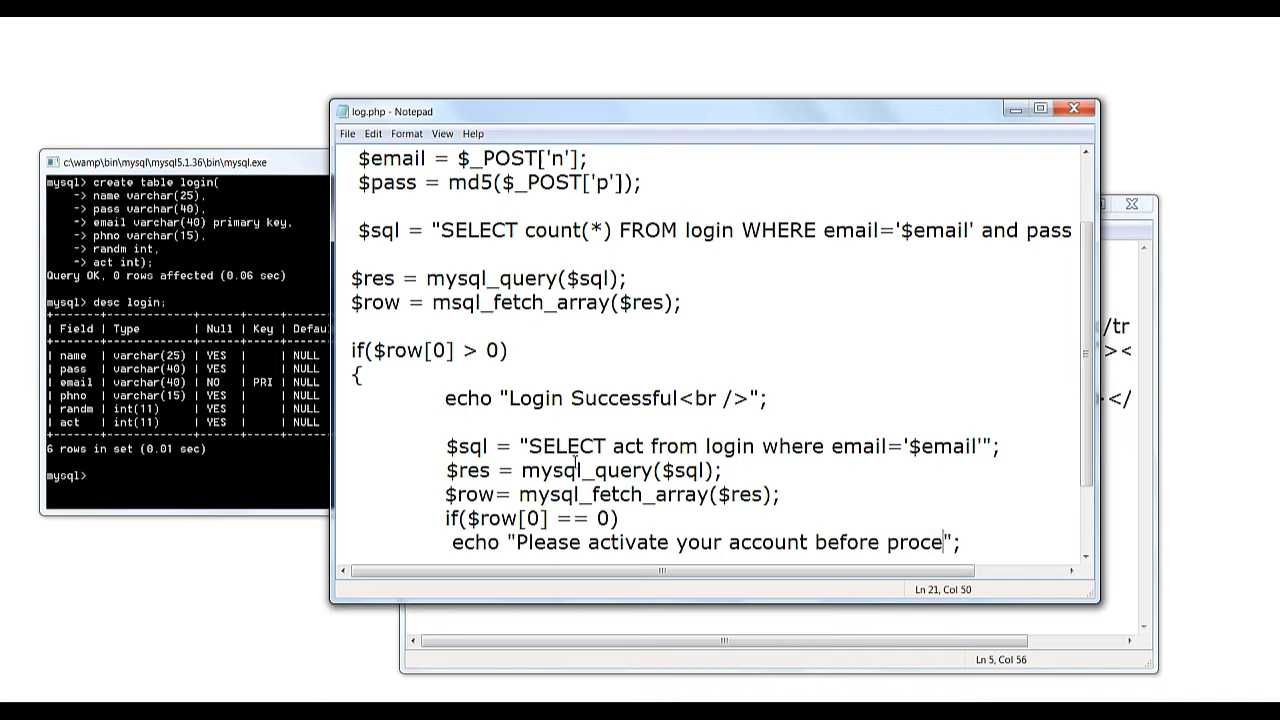 log.php - Notepad
File Edit Format View Help
$email = $_POST['n'];
$pass = md5($_POST['p']);
$sql = "SELECT count(*) FROM login WHERE email='$email' and pass
$res = mysql_query($sql);
$row = msql_fetch_array($res);
if($row[0] > 0)
{
echo "Login Successful<br />";
$sql = "SELECT act from login where email='$email'";
$res = mysql_query($sql);
$row= mysql_fetch_array($res);
if($row[0] == 0)
echo "Please activate your account before proce";
Ln 21, Col 50
c:\wamp\bin\mysql\mysql5.1.36\bin\mysql.exe
mysql> create table login(
-> name varchar(25),
-> pass varchar(40),
-> email varchar(40) primary key,
-> phno varchar(15),
-> randm int,
-> act int);
Query OK, 0 rows affected (0.06 sec)
mysql> desc login;
+-------+-------------+------+-----+-------
| Field | Type | Null | Key | Defau
+-------+-------------+------+-----+-------
| name | varchar(25) | YES | | NULL
| pass | varchar(40) | YES | | NULL
| email | varchar(40) | NO | PRI | NULL
| phno | varchar(15) | YES | | NULL
| randm | int(11) | YES | | NULL
| act | int(11) | YES | | NULL
+-------+-------------+------+-----+-------
6 rows in set (0.01 sec)
mysql>
/tr
><
></
Ln 5, Col 56